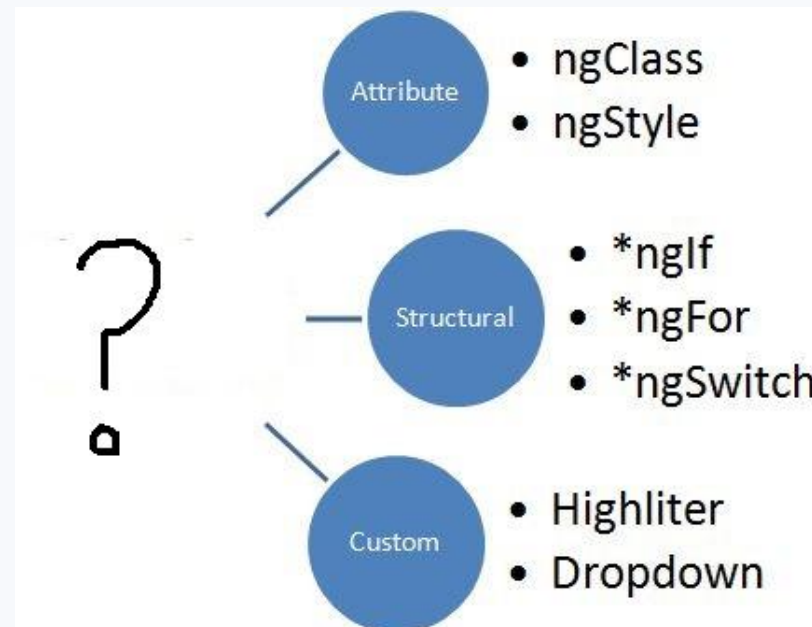 Attribute
• ngClass
• ngStyle
?
Structural
• *ngIf
• *ngFor
• *ngSwitch
Custom
• Highliter
• Dropdown